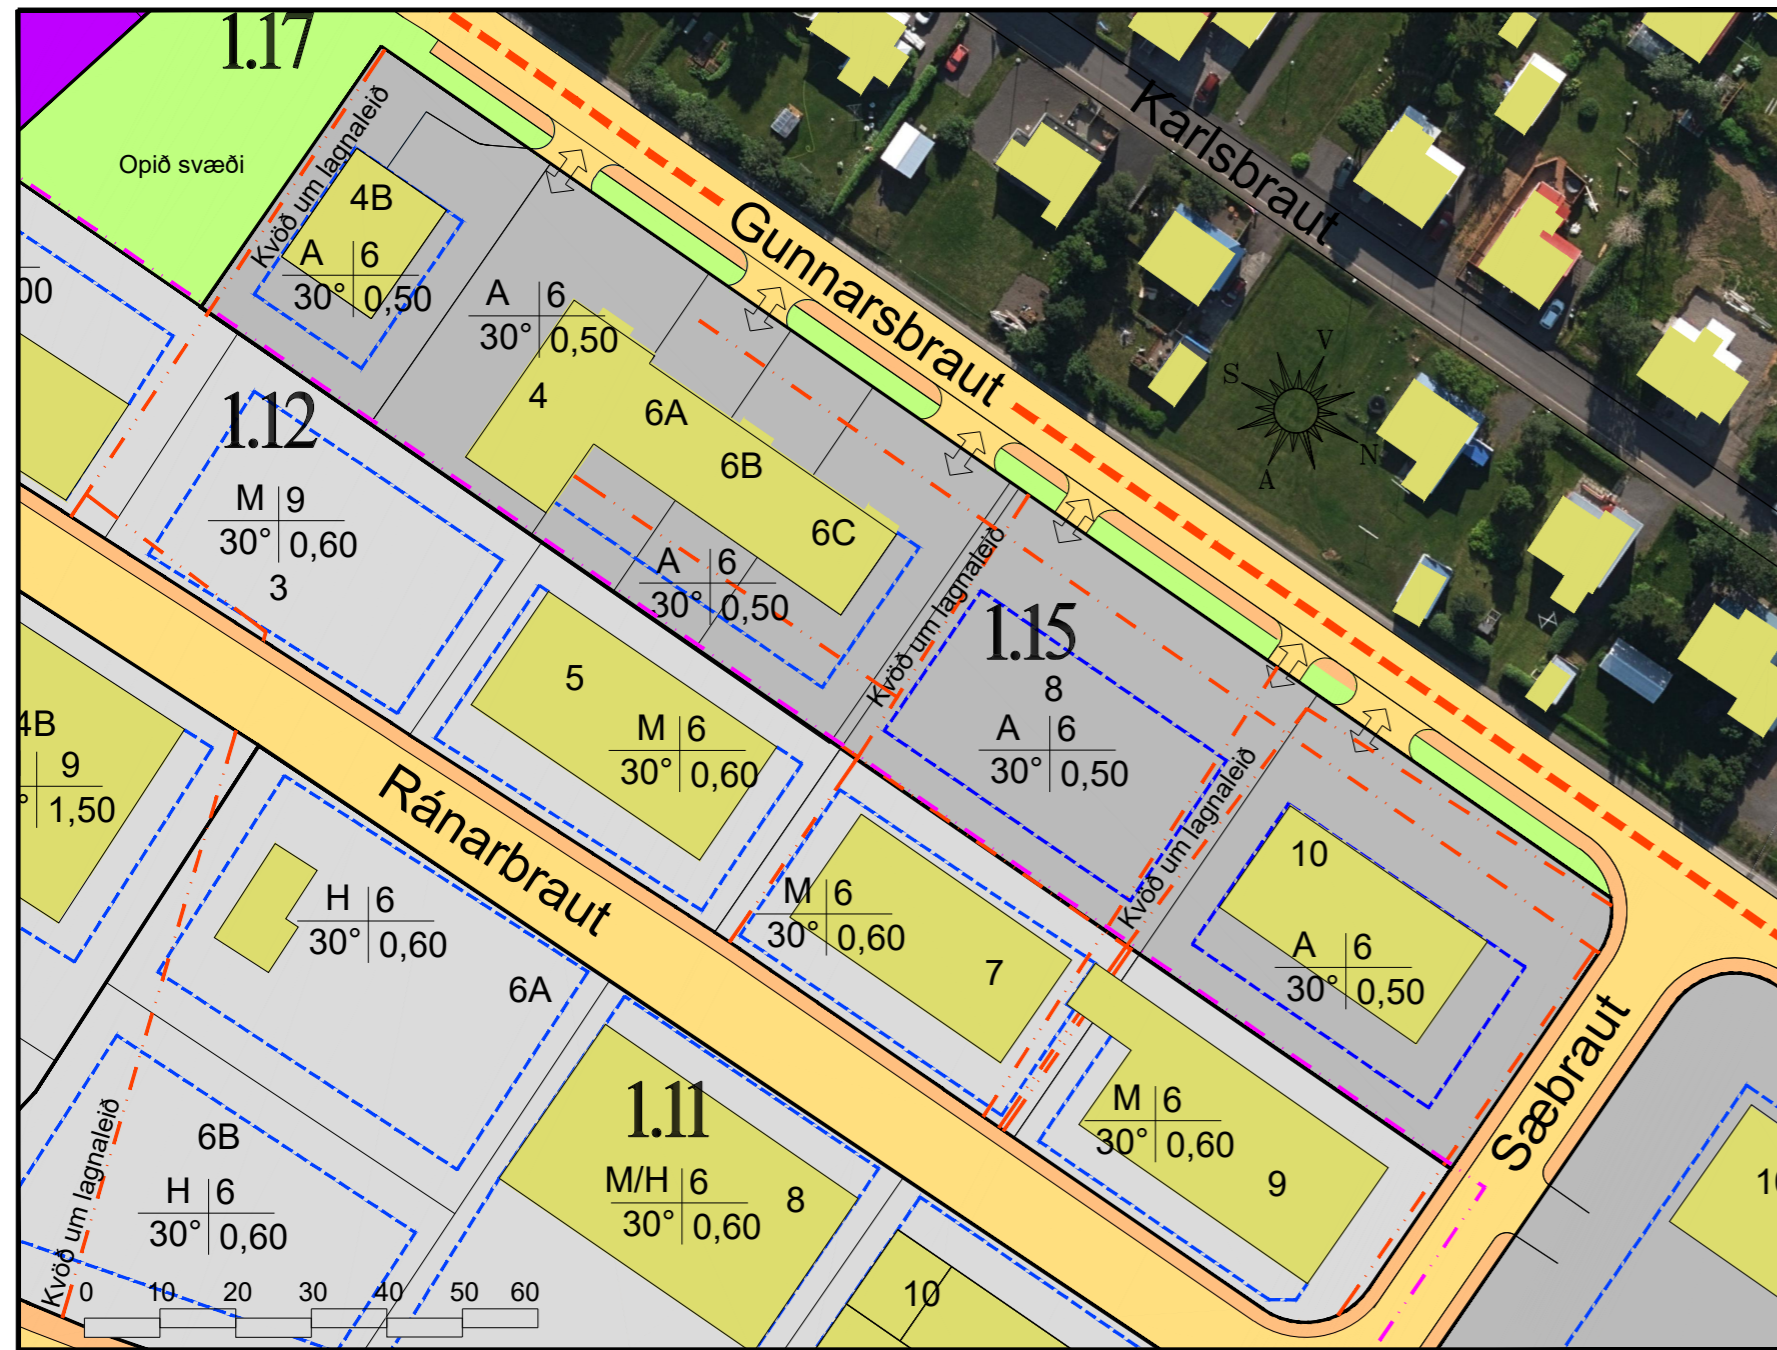 1.17
Opið svæði
Kvöð um lagnaleið
4B
A 6
30° 0,50
A 6
30° 0,50
4
6A
6B
6C
A 6
30° 0,50
Gunnarsbraut
Karlsbraut
V
S
N
A
00
1.12
M 9
30° 0,60
3
5
M 6
30° 0,60
Kvöð um lagnaleið
1.15
8
A 6
30° 0,50
Kvöð um lagnaleið
10
A 6
30° 0,50
4B
9
° 1,50
Ránarbraut
M 6
30° 0,60
7
H 6
30° 0,60
6A
M 6
30° 0,60
9
Sæbraut
1.11
M/H 6
30° 0,60
8
6B
H 6
30° 0,60
Kvöð um lagnaleið
10
0 10 20 30 40 50 60